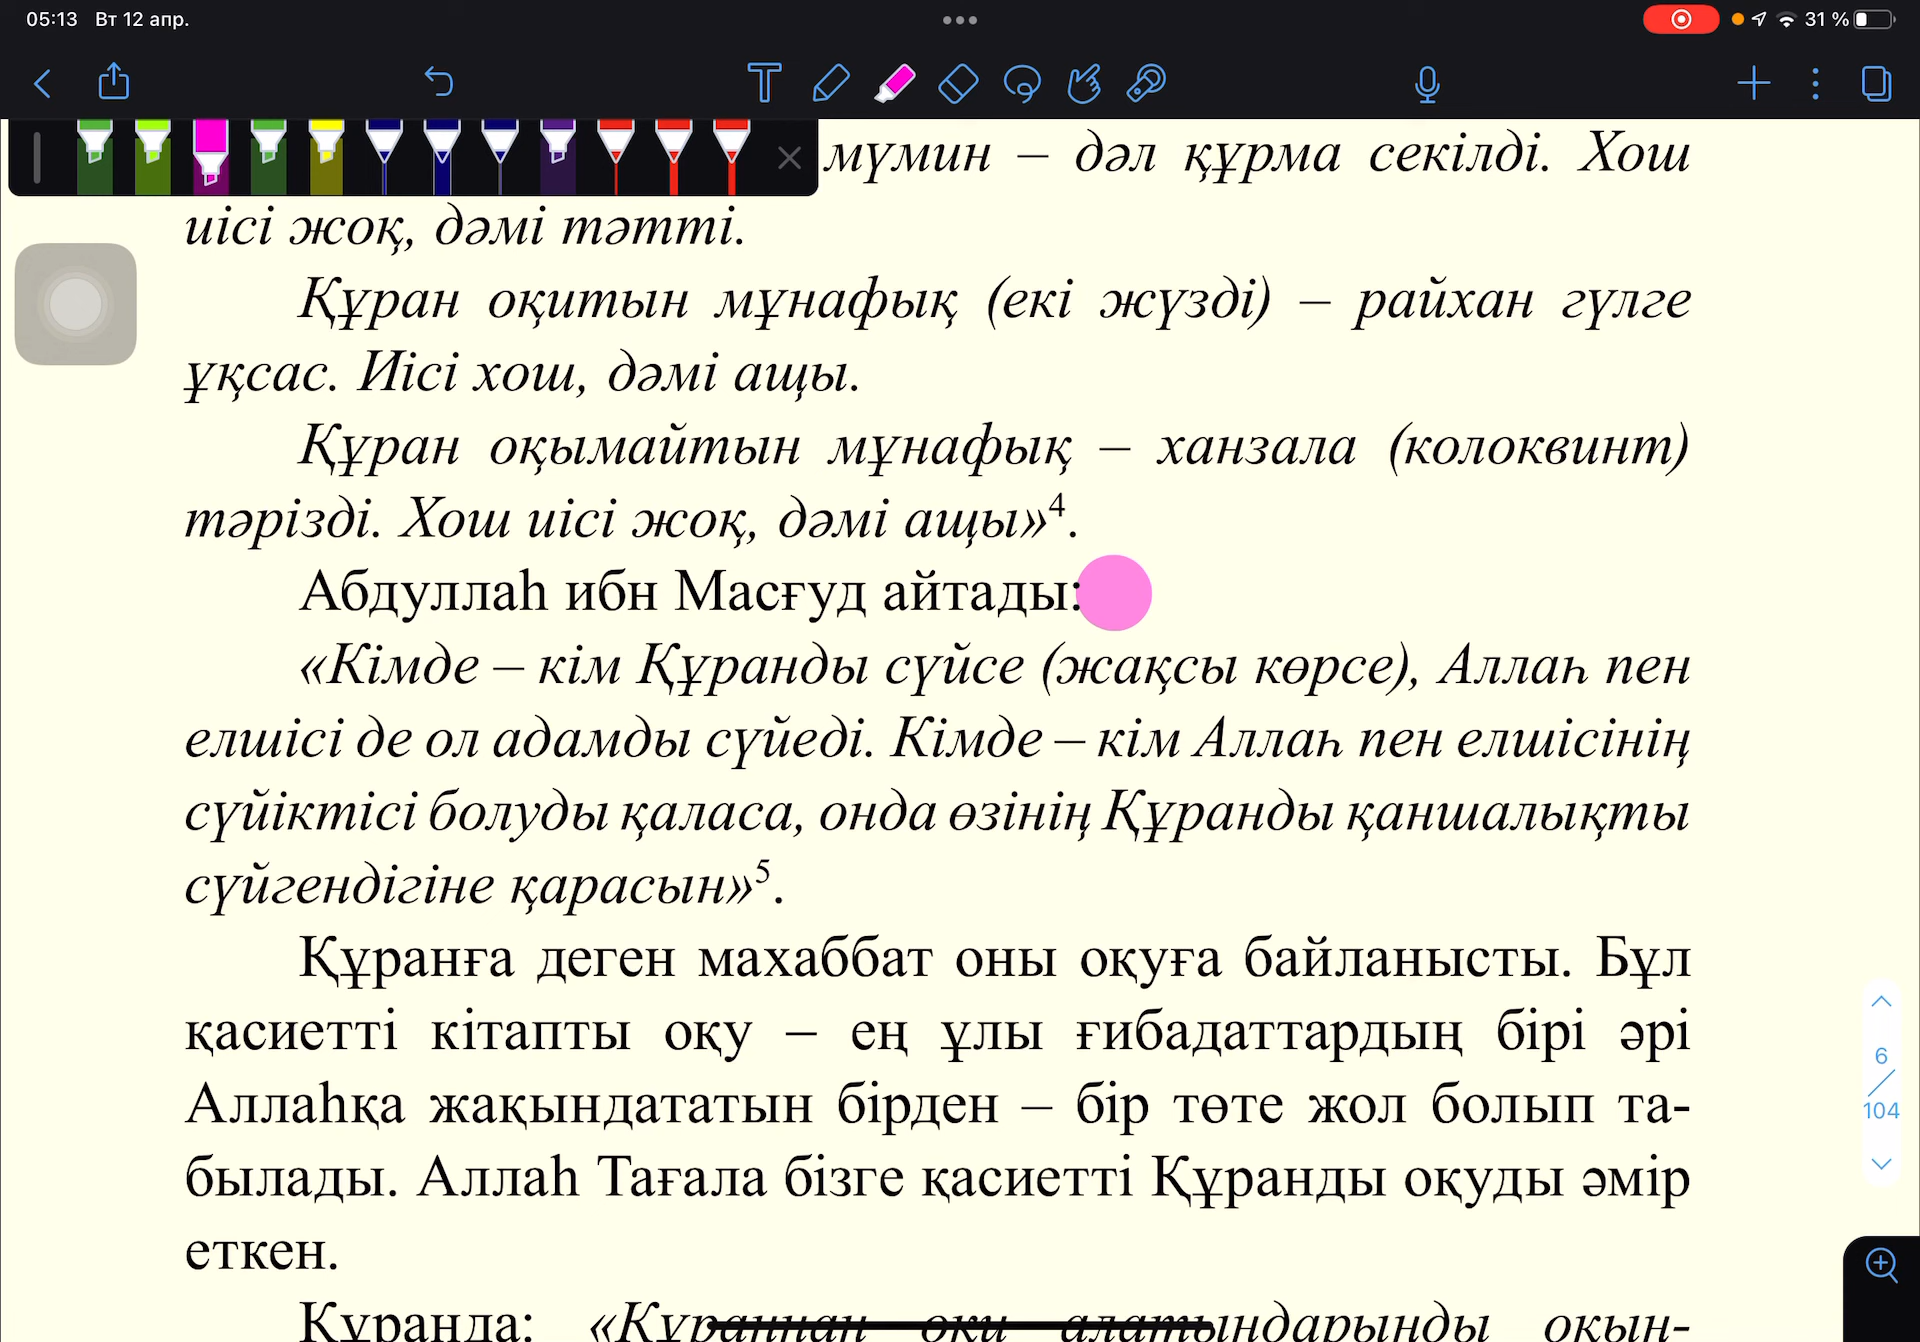 05:13 Вт 12 апр.
31 %
мүмин – дәл құрма секілді. Хош
иісі жоқ, дәмі тәтті.
Құран оқитын мұнафық (екі жүзді) – райхан гүлге
ұқсас. Иісі хош, дәмі ащы.
Құран оқымайтын мұнафық – ханзала (колоквинт)
тәрізді. Хош иісі жоқ, дәмі ащы»⁴.
Абдуллаһ ибн Масғуд айтады:
«Кімде – кім Құранды сүйсе (жақсы көрсе), Аллаһ пен
елшісі де ол адамды сүйеді. Кімде – кім Аллаһ пен елшісінің
сүйіктісі болуды қаласа, онда өзінің Құранды қаншалықты
сүйгендігіне қарасын»⁵.
Құранға деген махаббат оны оқуға байланысты. Бұл
қасиетті кітапты оқу – ең ұлы ғибадаттардың бірі әрі
Аллаһқа жақындататын бірден – бір төте жол болып та-
былады. Аллаһ Тағала бізге қасиетті Құранды оқуды әмір
еткен.
Құранда: «Құраннан оқи алатындарынды оқын-
6
104